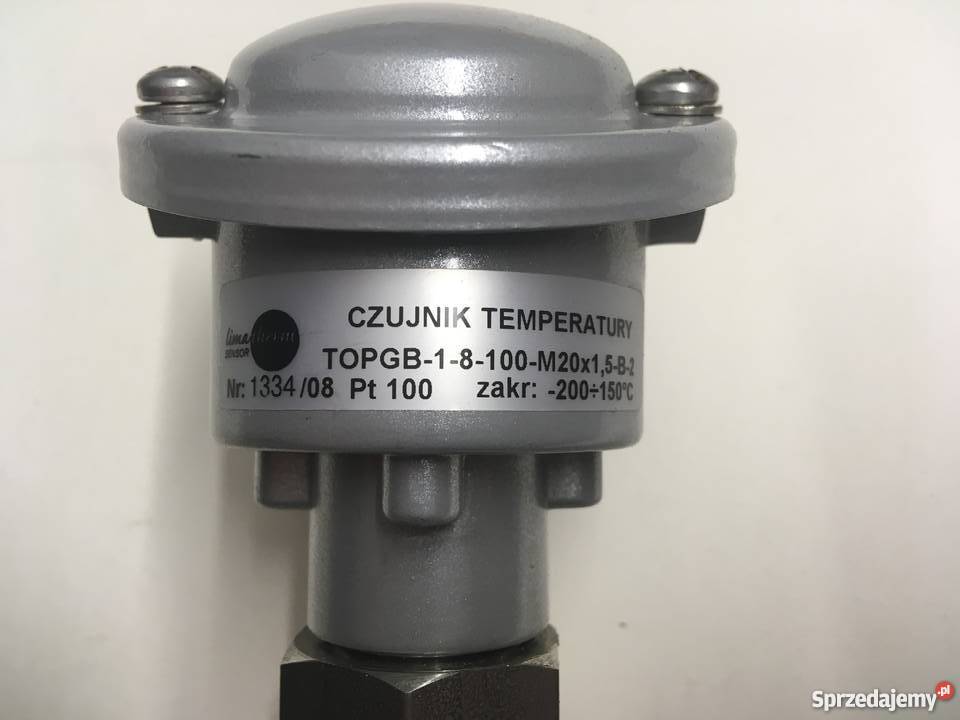 CZUJNIK TEMPERATURY
limatherm
SENSOR
TOPGB-1-8-100-M20x1,5-B-2
Nr: 1334/08 Pt 100 zakr: -200÷150°C
Sprzedajemy.pl